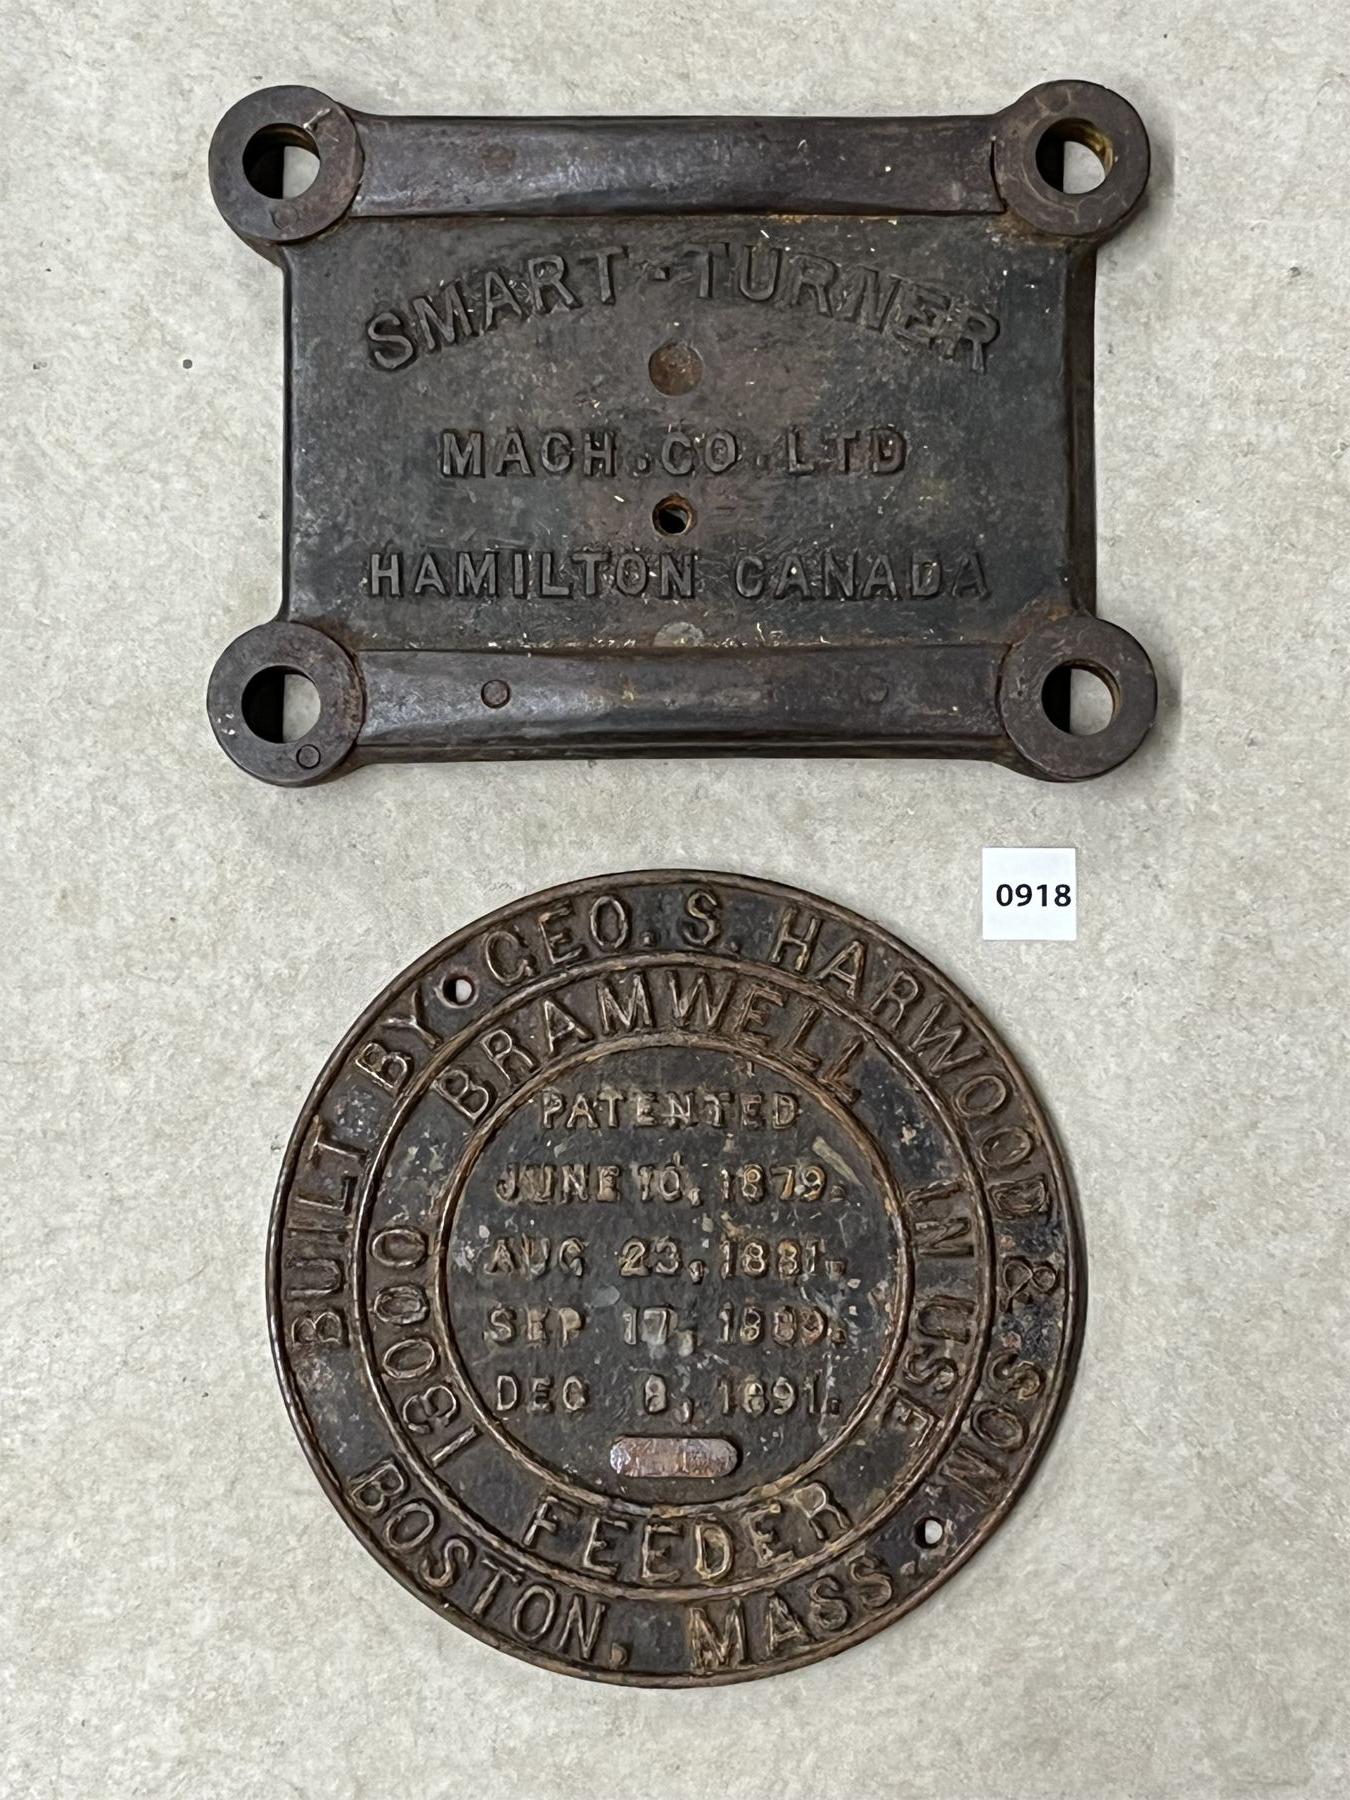 SMART-TURNER
MACH.CO.LTD
HAMILTON CANADA
0918
BUILT BY GEO. S. HARWOOD & SON.
BOSTON, MASS.
BRAMWELL
FEEDER
13000
IN USE
PATENTED
JUNE 10, 1879.
AUG 23, 1881.
SEP 17, 1889.
DEC 8, 1891.